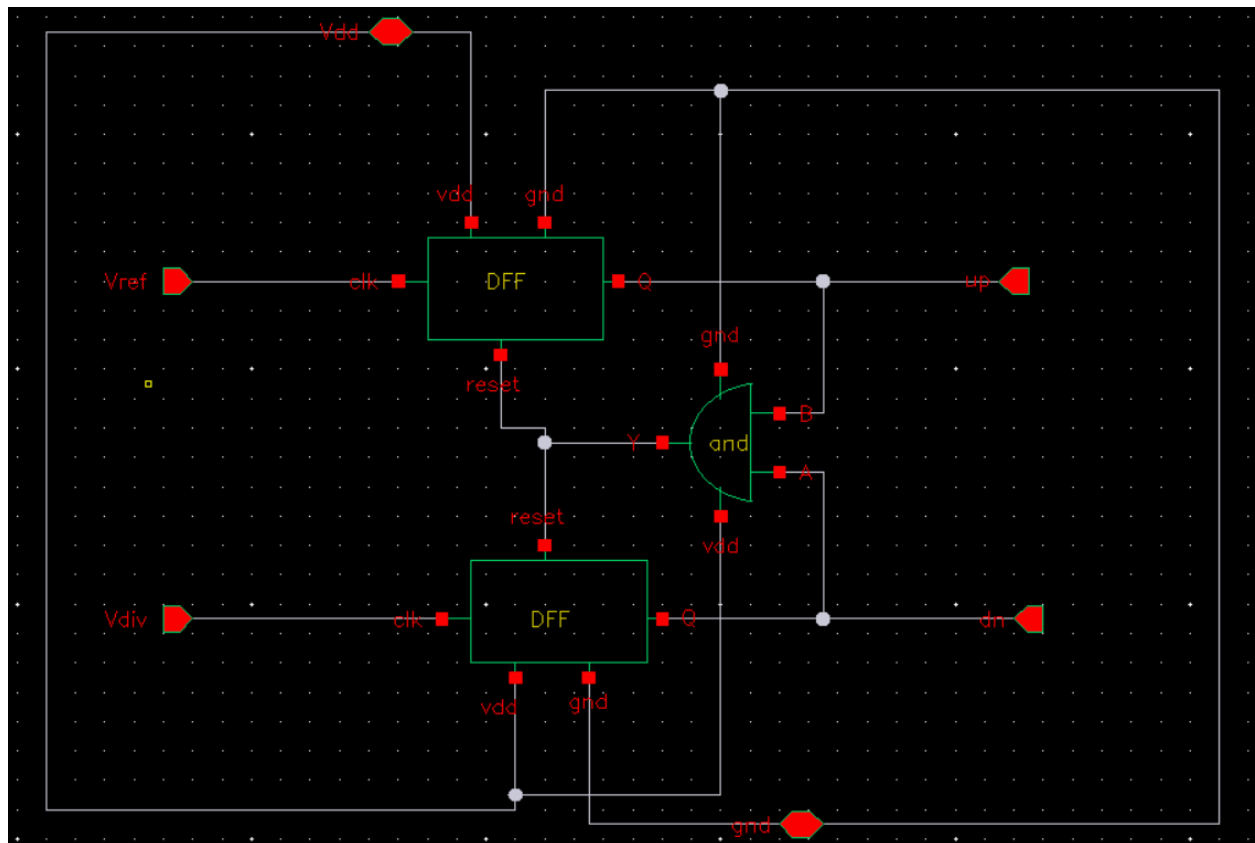 Vdd
vdd gnd
Vref clk DFF Q up
gnd
reset
B
Y and
A
reset
vdd
Vdiv clk DFF Q dn
vdd gnd
gnd